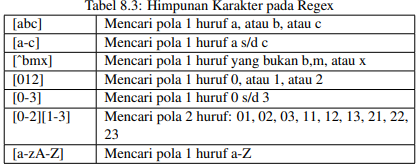 Tabel 8.3: Himpunan Karakter pada Regex
[abc] Mencari pola 1 huruf a, atau b, atau c
[a-c] Mencari pola 1 huruf a s/d c
[ˆbmx] Mencari pola 1 huruf yang bukan b,m, atau x
[012] Mencari pola 1 huruf 0, atau 1, atau 2
[0-3] Mencari pola 1 huruf 0 s/d 3
[0-2][1-3] Mencari pola 2 huruf: 01, 02, 03, 11, 12, 13, 21, 22,
23
[a-zA-Z] Mencari pola 1 huruf a-Z